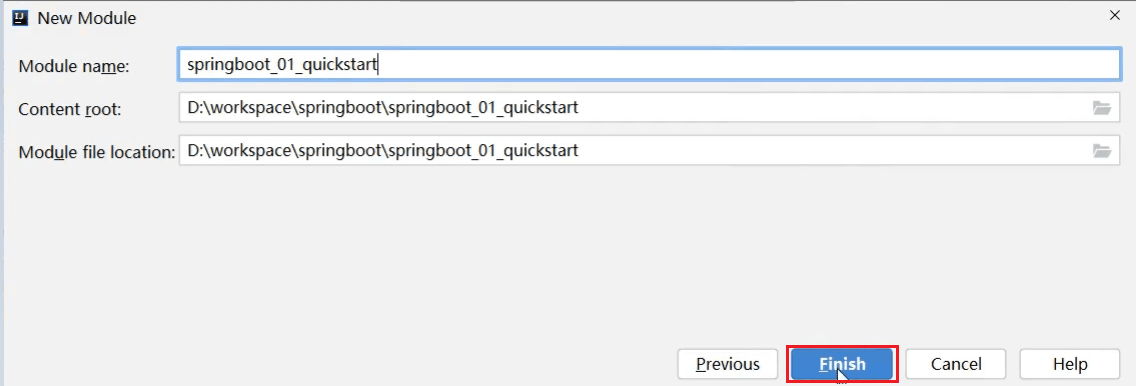 New Module
Module name: springboot_01_quickstart
Content root: D:\workspace\springboot\springboot_01_quickstart
Module file location: D:\workspace\springboot\springboot_01_quickstart
Previous Finish Cancel Help